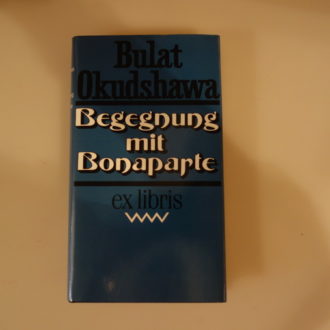 Bulat
Okudshawa
Begegnung
mit
Bonaparte
ex libris